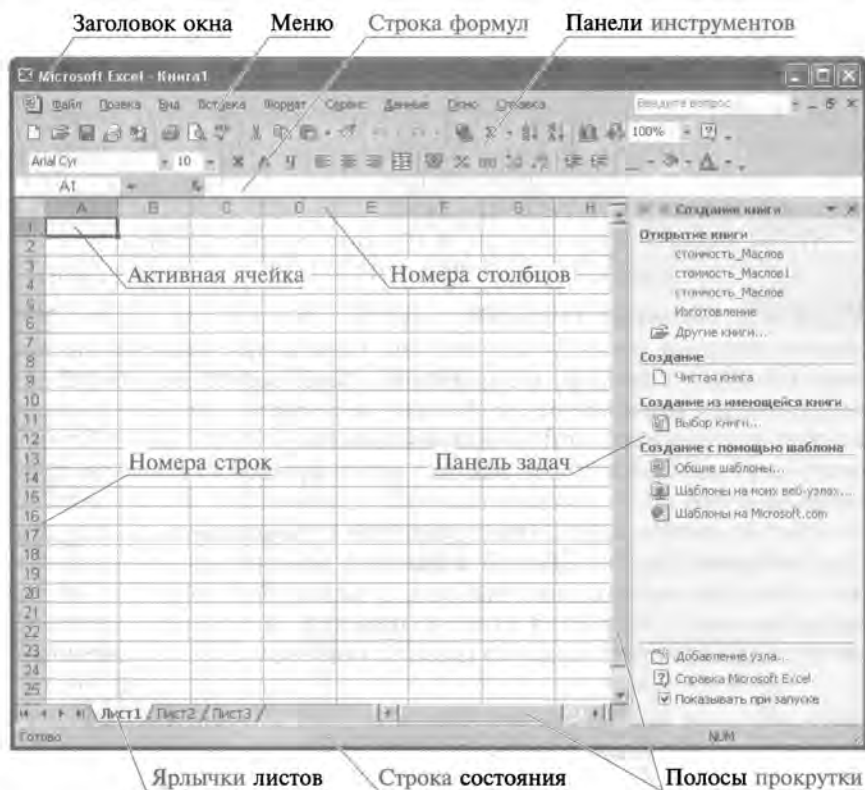 Заголовок окна Меню Строка формул Панели инструментов
Microsoft Excel - Книга1
Файл Правка Вид Вставка Формат Сервис Данные Окно Справка Введите вопрос
100%
Arial Cyr 10 Ж К Ч
A1 fx
A B C D E F G H
Создание книги
1
2
3
4
5
6
7
8
9
10
11
12
13
14
15
16
17
18
19
20
21
22
23
24
25
Активная ячейка Номера столбцов
Номера строк Панель задач
Открытие книги
стоимость_Маслов
стоимость_Маслов1
стоимость_Маслов
Изготовление
Другие книги...
Создание
Чистая книга
Создание из имеющейся книги
Выбор книги...
Создание с помощью шаблона
Общие шаблоны...
Шаблоны на моих веб-узлах...
Шаблоны на Microsoft.com
Добавление узла...
Справка Microsoft Excel
Показывать при запуске
Лист1 Лист2 Лист3
Готово NUM
Ярлычки листов Строка состояния Полосы прокрутки